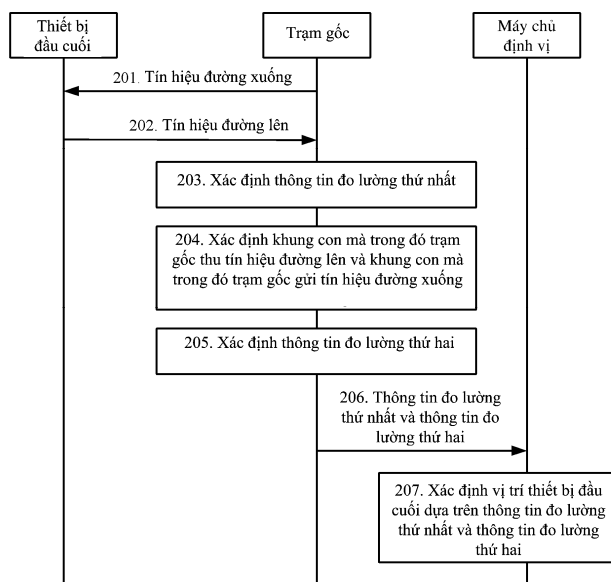 Thiết bị
đầu cuối
Trạm gốc
Máy chủ
định vị
201. Tín hiệu đường xuống
202. Tín hiệu đường lên
203. Xác định thông tin đo lường thứ nhất
204. Xác định khung con mà trong đó trạm
gốc thu tín hiệu đường lên và khung con mà
trong đó trạm gốc gửi tín hiệu đường xuống
205. Xác định thông tin đo lường thứ hai
206. Thông tin đo lường
thứ nhất và thông tin đo
lường thứ hai
207. Xác định vị trí thiết bị đầu
cuối dựa trên thông tin đo lường
thứ nhất và thông tin đo lường
thứ hai